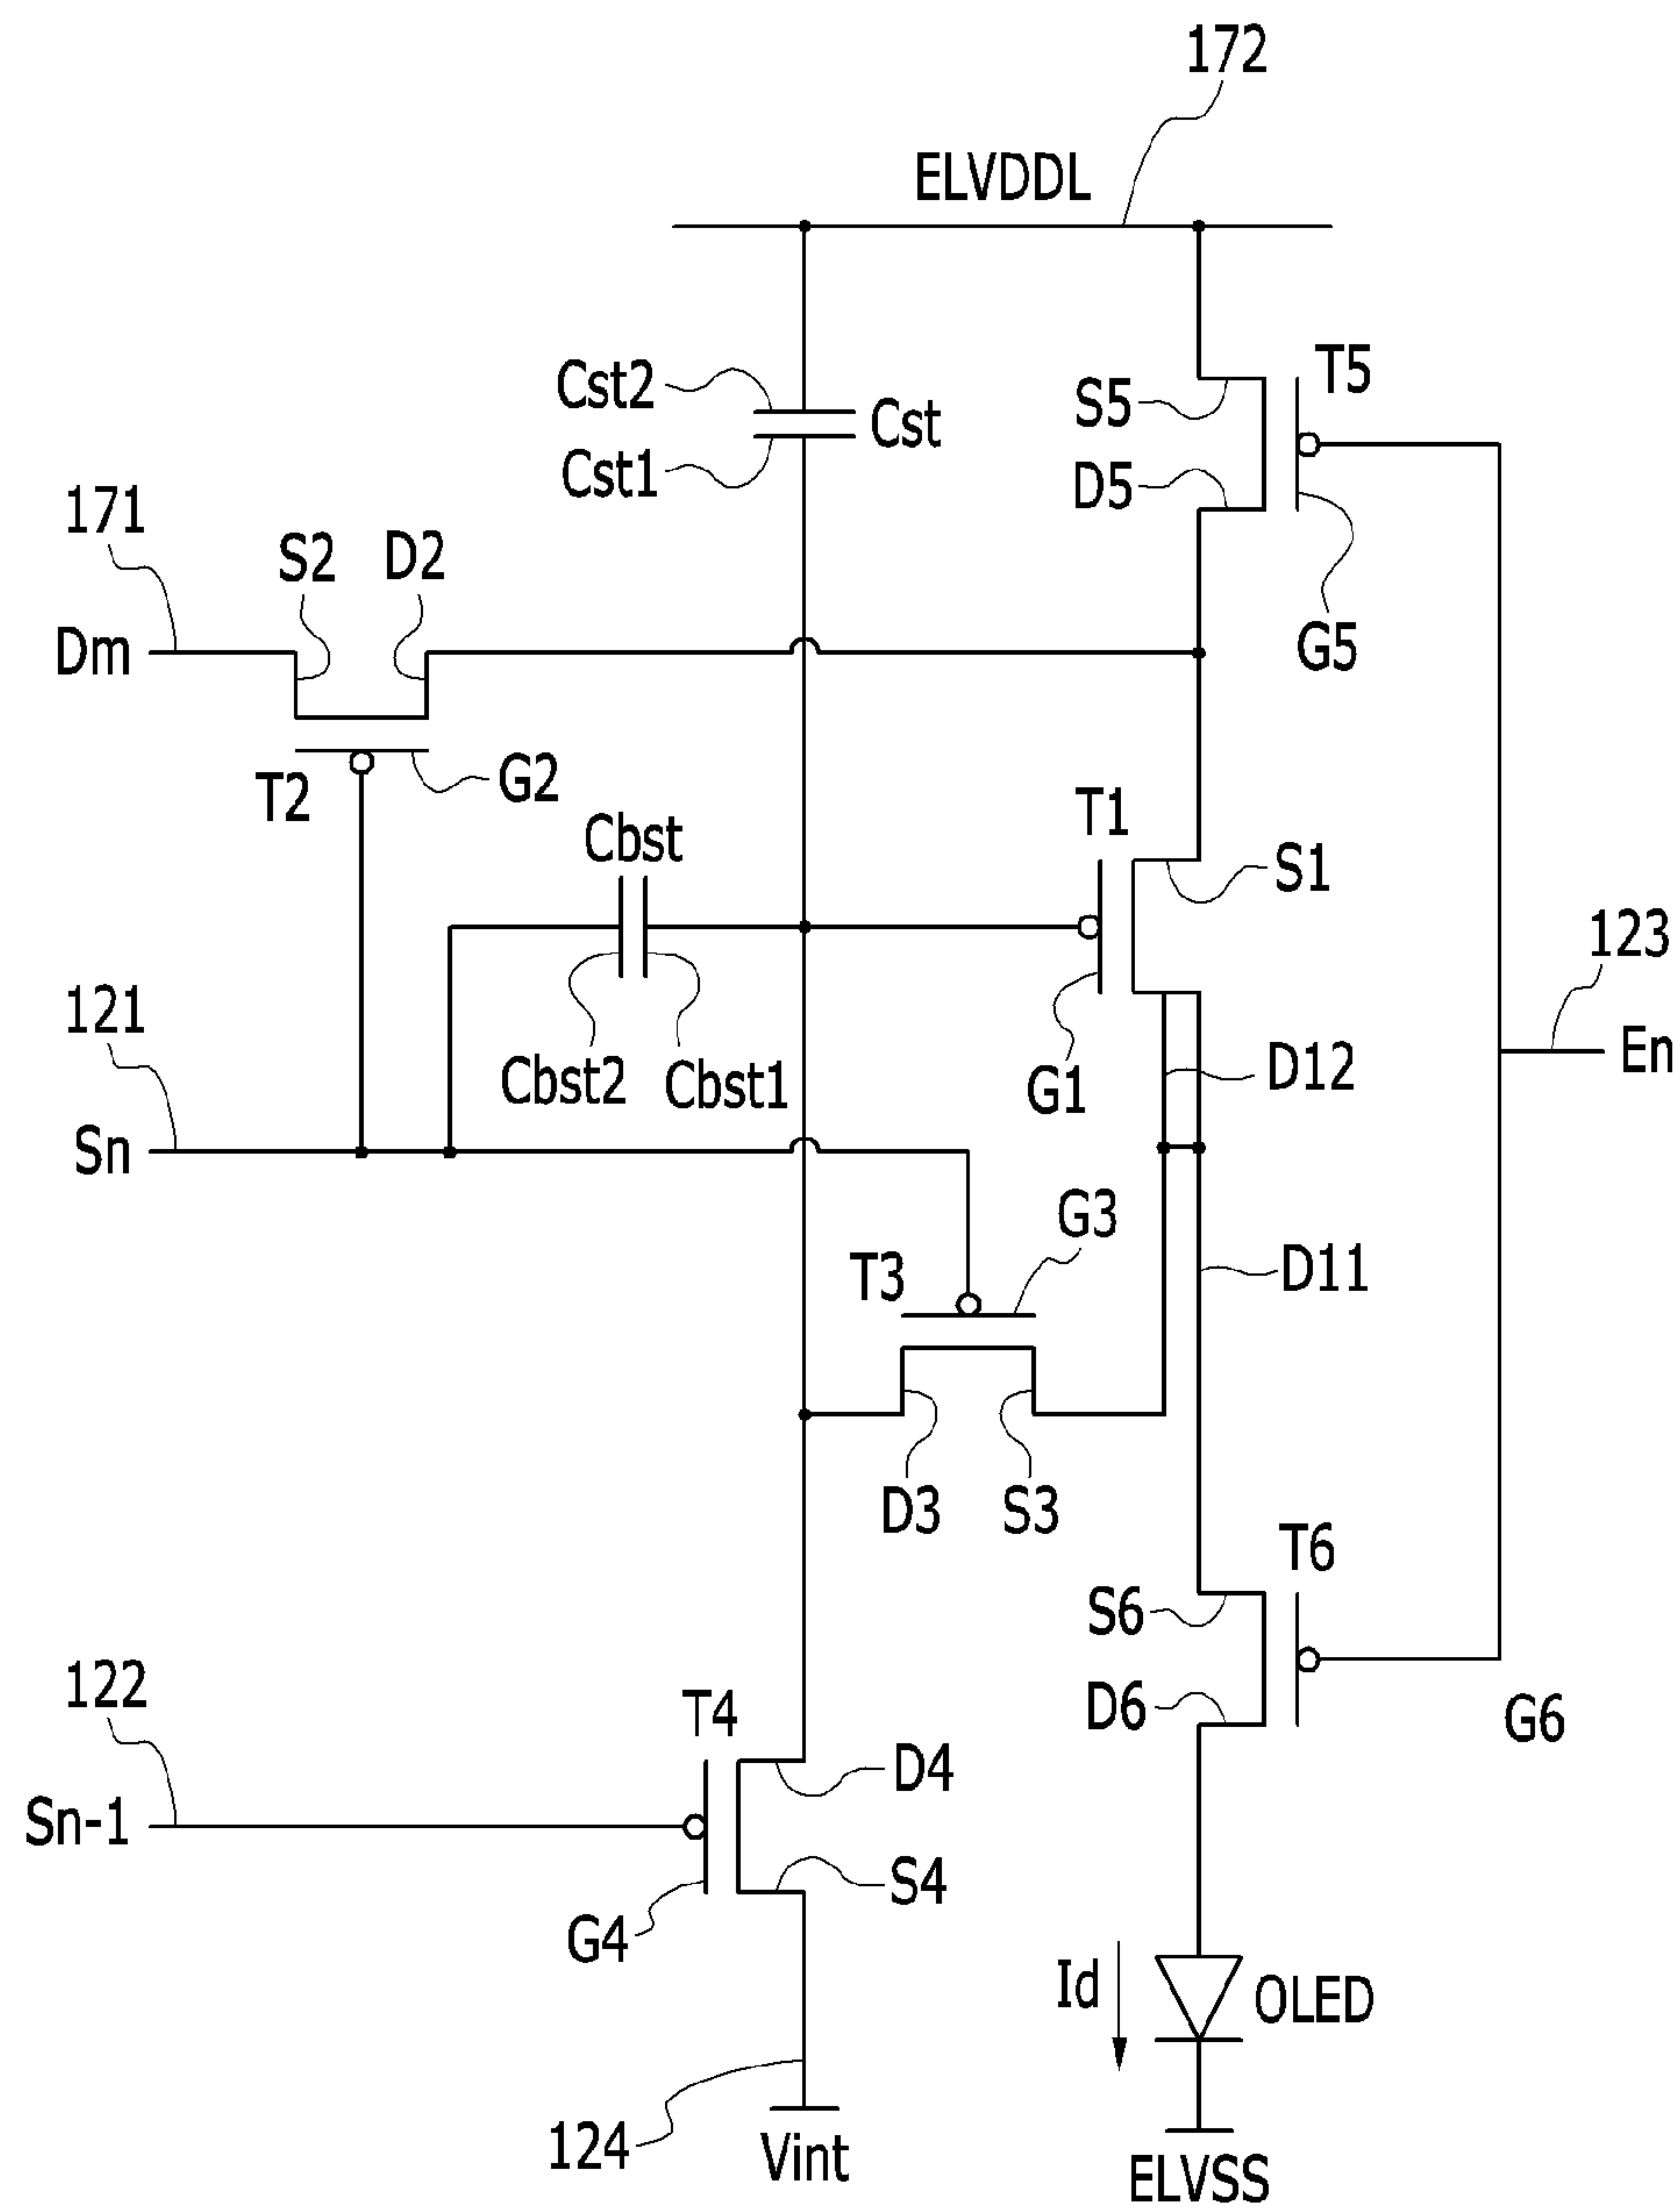 172
ELVDDL
Cst2
Cst
Cst1
S5
T5
D5
G5
171
S2
D2
Dm
T2
G2
Cbst
T1
S1
121
Cbst2
Cbst1
G1
D12
123
En
Sn
G3
T3
D11
D3
S3
T6
S6
D6
G6
122
T4
D4
Sn-1
S4
G4
Id
OLED
124
Vint
ELVSS